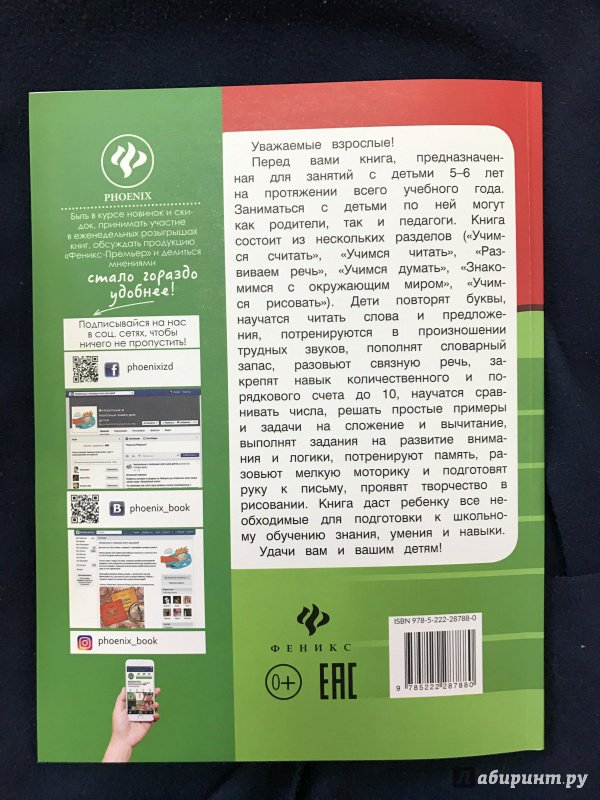 PHOENIX
Быть в курсе новинок и ски-
док, принимать участие
в еженедельных розыгрышах
книг, обсуждать продукцию
«Феникс-Премьер» и делиться
мнениями
стало гораздо
удобнее!
Подписывайся на нас
в соц. сетях, чтобы
ничего не пропустить!
phoenixizd
phoenix_book
phoenix_book
Уважаемые взрослые!
Перед вами книга, предназначен-
ная для занятий с детьми 5–6 лет
на протяжении всего учебного года.
Заниматься с детьми по ней могут
как родители, так и педагоги. Книга
состоит из нескольких разделов («Учим-
ся считать», «Учимся читать», «Раз-
виваем речь», «Учимся думать», «Знако-
мимся с окружающим миром», «Учим-
ся рисовать»). Дети повторят буквы,
научатся читать слова и предложе-
ния, потренируются в произношении
трудных звуков, пополнят словарный
запас, разовьют связную речь, за-
крепят навык количественного и по-
рядкового счета до 10, научатся срав-
нивать числа, решать простые примеры
и задачи на сложение и вычитание,
выполнят задания на развитие внима-
ния и логики, потренируют память, ра-
зовьют мелкую моторику и подготовят
руку к письму, проявят творчество в
рисовании. Книга даст ребенку все не-
обходимые для подготовки к школьно-
му обучению знания, умения и навыки.
Удачи вам и вашим детям!
ФЕНИКС
0+
ЕАС
ISBN 978-5-222-28788-0
9 785222 287880
лабиринт.ру